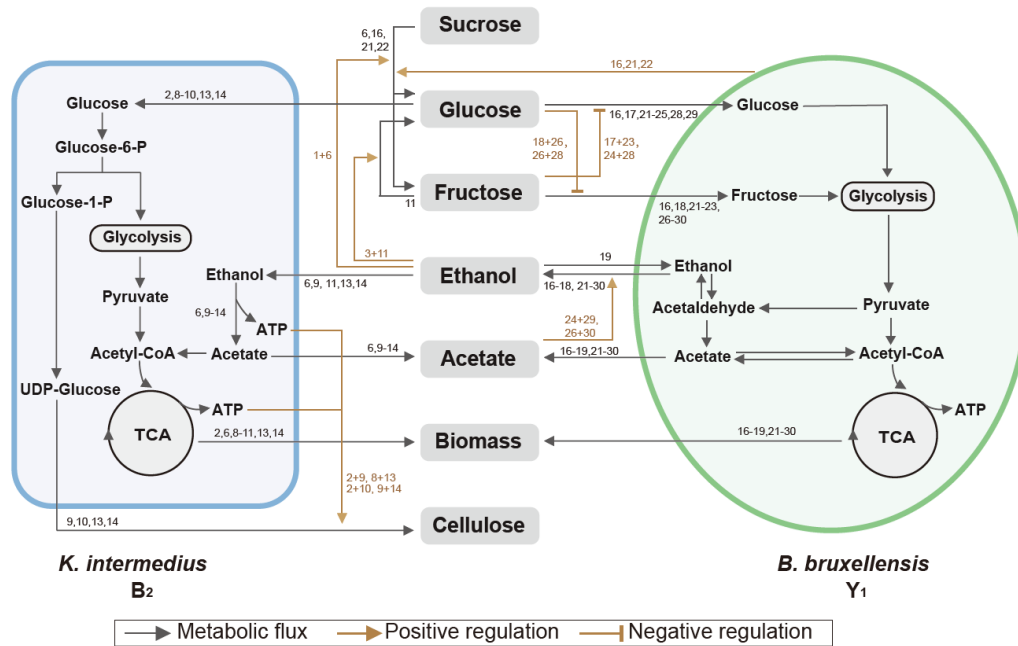 Sucrose
6,16,
21,22
16,21,22
Glucose
2,8-10,13,14
Glucose
16,17,21-25,28,29
Glucose
Glucose-6-P
1+6
18+26,
26+28
17+23,
24+28
Glucose-1-P
Fructose
11
16,18,21-23,
26-30
Fructose
Glycolysis
Glycolysis
3+11
Ethanol
6,9, 11,13,14
Ethanol
19
16-18, 21-30
Ethanol
Pyruvate
6,9-14
ATP
24+29,
26+30
Acetaldehyde
Pyruvate
Acetyl-CoA
Acetate
6,9-14
Acetate
16-19,21-30
Acetate
Acetyl-CoA
UDP-Glucose
ATP
ATP
TCA
2,6,8-11,13,14
Biomass
16-19,21-30
TCA
2+9, 8+13
2+10, 9+14
9,10,13,14
Cellulose
K. intermedius
B2
B. bruxellensis
Y1
Metabolic flux
Positive regulation
Negative regulation